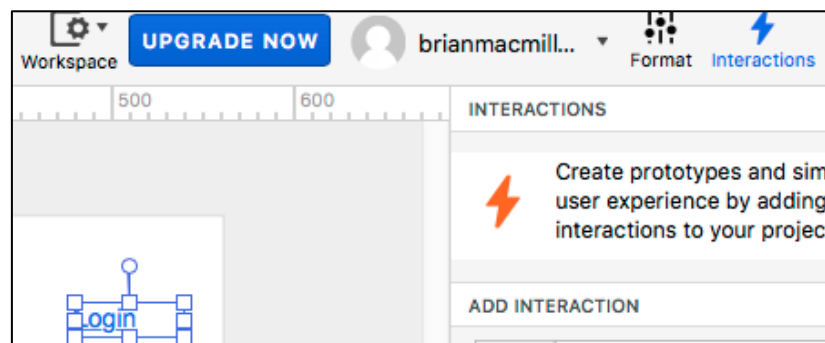 Workspace
UPGRADE NOW
brianmacmill...
Format
Interactions
500
600
INTERACTIONS
Create prototypes and sim
user experience by adding
interactions to your projec
Login
ADD INTERACTION